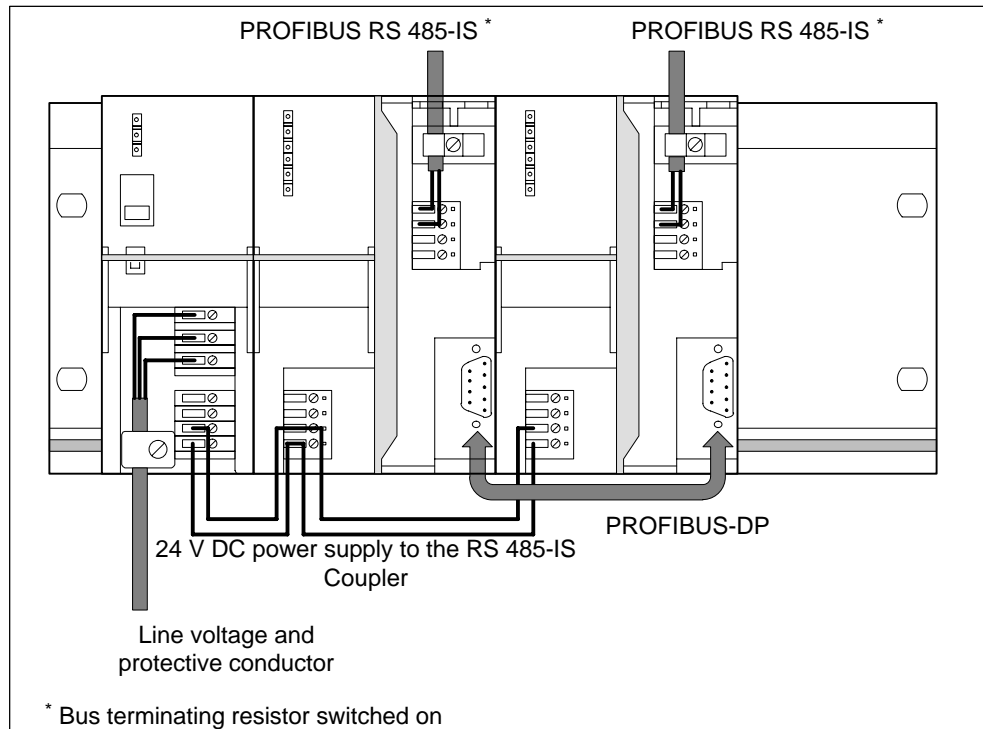 PROFIBUS RS 485-IS *
PROFIBUS RS 485-IS *
PROFIBUS-DP
24 V DC power supply to the RS 485-IS
Coupler
Line voltage and
protective conductor
* Bus terminating resistor switched on